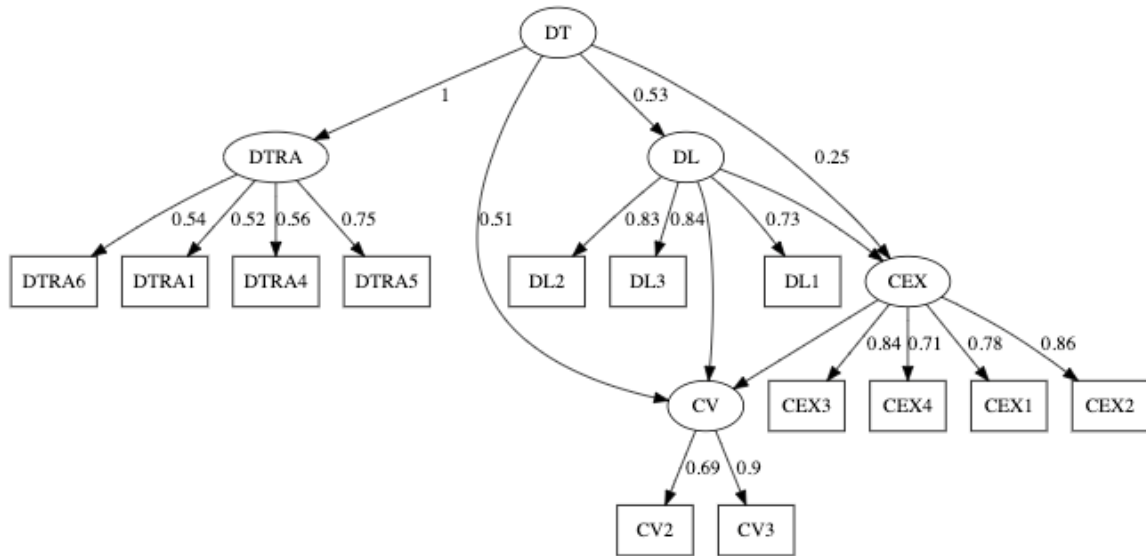 DT
1
0.53
0.25
DTRA
DL
0.54
0.52
0.56
0.75
0.51
0.83
0.84
0.73
DTRA6
DTRA1
DTRA4
DTRA5
DL2
DL3
DL1
CEX
0.84
0.71
0.78
0.86
CV
CEX3
CEX4
CEX1
CEX2
0.69
0.9
CV2
CV3